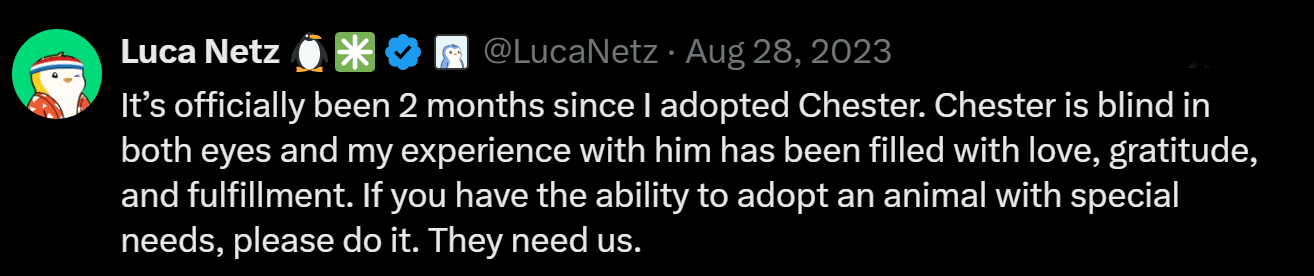 Luca Netz 🐧✳️ @LucaNetz · Aug 28, 2023
It’s officially been 2 months since I adopted Chester. Chester is blind in
both eyes and my experience with him has been filled with love, gratitude,
and fulfillment. If you have the ability to adopt an animal with special
needs, please do it. They need us.